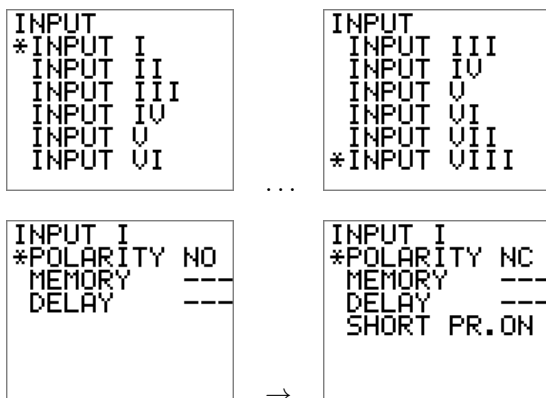 INPUT
*INPUT I
INPUT II
INPUT III
INPUT IV
INPUT V
INPUT VI
...
INPUT
INPUT III
INPUT IV
INPUT V
INPUT VI
INPUT VII
*INPUT VIII
INPUT I
*POLARITY NO
MEMORY ---
DELAY ---
→
INPUT I
*POLARITY NC
MEMORY ---
DELAY ---
SHORT PR.ON